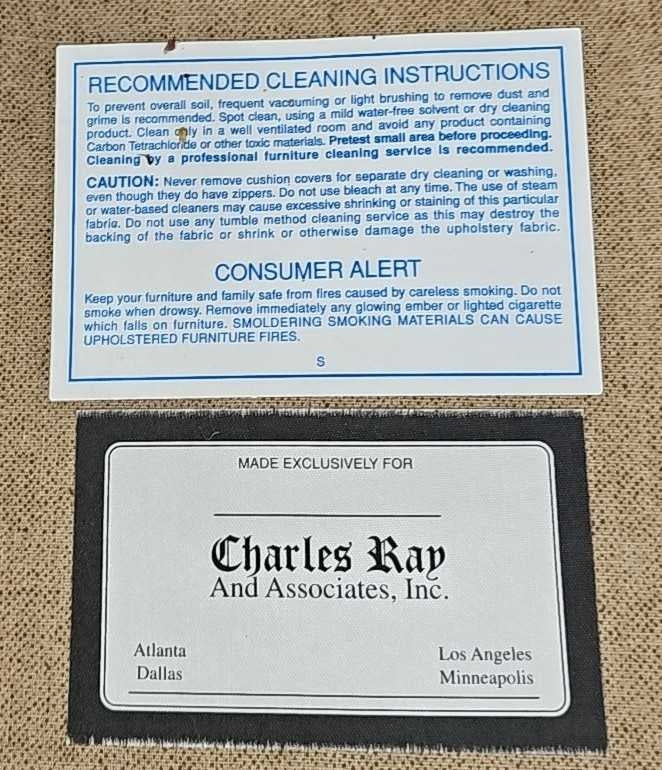 RECOMMENDED CLEANING INSTRUCTIONS
To prevent overall soil, frequent vacuuming or light brushing to remove dust and
grime is recommended. Spot clean, using a mild water-free solvent or dry cleaning
product. Clean only in a well ventilated room and avoid any product containing
Carbon Tetrachloride or other toxic materials. Pretest small area before proceeding.
Cleaning by a professional furniture cleaning service is recommended.
CAUTION: Never remove cushion covers for separate dry cleaning or washing,
even though they do have zippers. Do not use bleach at any time. The use of steam
or water-based cleaners may cause excessive shrinking or staining of this particular
fabric. Do not use any tumble method cleaning service as this may destroy the
backing of the fabric or shrink or otherwise damage the upholstery fabric.
CONSUMER ALERT
Keep your furniture and family safe from fires caused by careless smoking. Do not
smoke when drowsy. Remove immediately any glowing ember or lighted cigarette
which falls on furniture. SMOLDERING SMOKING MATERIALS CAN CAUSE
UPHOLSTERED FURNITURE FIRES.
S
MADE EXCLUSIVELY FOR
Charles Ray
And Associates, Inc.
Atlanta
Dallas
Los Angeles
Minneapolis